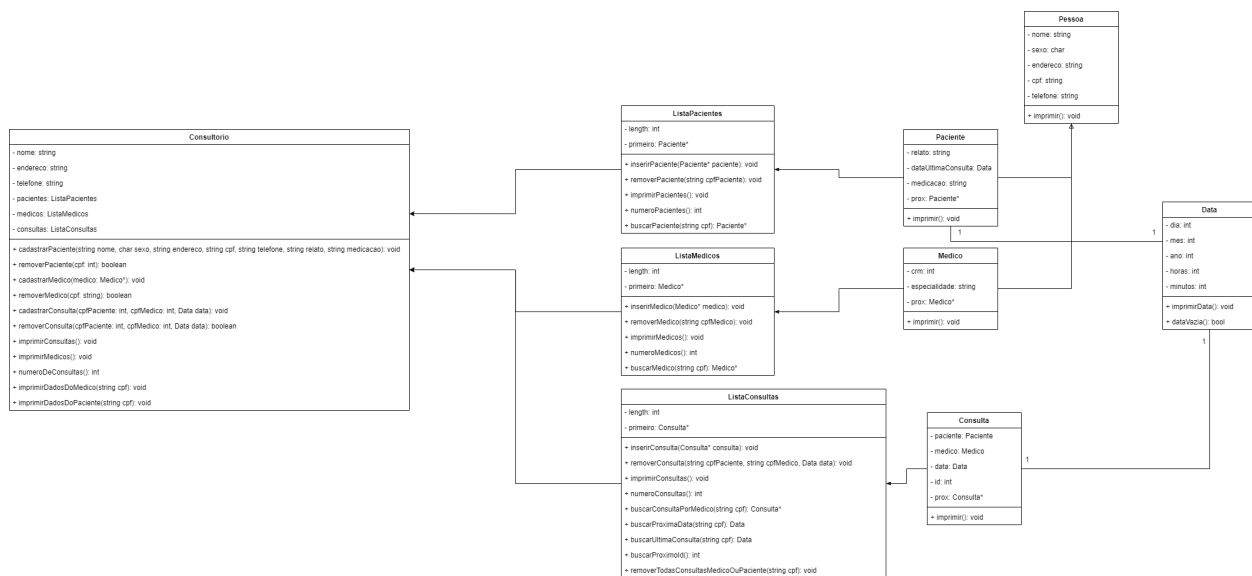 Pessoa
- nome: string
- sexo: char
- endereco: string
- cpf: string
- telefone: string
+ imprimir(): void
Consultorio
- nome: string
- endereco: string
- telefone: string
- pacientes: ListaPacientes
- medicos: ListaMedicos
- consultas: ListaConsultas
+ cadastrarPaciente(string nome, char sexo, string endereco, string cpf, string telefone, string relato, string medicacao): void
+ removerPaciente(cpf: int): boolean
+ cadastrarMedico(medico: Medico*): void
+ removerMedico(cpf: string): boolean
+ cadastrarConsulta(cpfPaciente: int, cpfMedico: int, Data data): void
+ removerConsulta(cpfPaciente: int, cpfMedico: int, Data data): boolean
+ imprimirConsultas(): void
+ imprimirMedicos(): void
+ numeroDeConsultas(): int
+ imprimirDadosDoMedico(string cpf): void
+ imprimirDadosDoPaciente(string cpf): void
ListaPacientes
- length: int
- primeiro: Paciente*
+ inserirPaciente(Paciente* paciente): void
+ removerPaciente(string cpfPaciente): void
+ imprimirPacientes(): void
+ numeroPacientes(): int
+ buscarPaciente(string cpf): Paciente*
Paciente
- relato: string
- dataUltimaConsulta: Data
- medicacao: string
- prox: Paciente*
+ imprimir(): void
1
1
Data
- dia: int
- mes: int
- ano: int
- horas: int
- minutos: int
+ imprimirData(): void
+ dataVazia(): bool
1
ListaMedicos
- length: int
- primeiro: Medico*
+ inserirMedico(Medico* medico): void
+ removerMedico(string cpfMedico): void
+ imprimirMedicos(): void
+ numeroMedicos(): int
+ buscarMedico(string cpf): Medico*
Medico
- crm: int
- especialidade: string
- prox: Medico*
+ imprimir(): void
ListaConsultas
- length: int
- primeiro: Consulta*
+ inserirConsulta(Consulta* consulta): void
+ removerConsulta(string cpfPaciente, string cpfMedico, Data data): void
+ imprimirConsultas(): void
+ numeroConsultas(): int
+ buscarConsultaPorMedico(string cpf): Consulta*
+ buscarProximaData(string cpf): Data
+ buscarUltimaConsulta(string cpf): Data
+ buscarProximoId(): int
+ removerTodasConsultasMedicoOuPaciente(string cpf): void
Consulta
- paciente: Paciente
- medico: Medico
- data: Data
- id: int
- prox: Consulta*
+ imprimir(): void
1